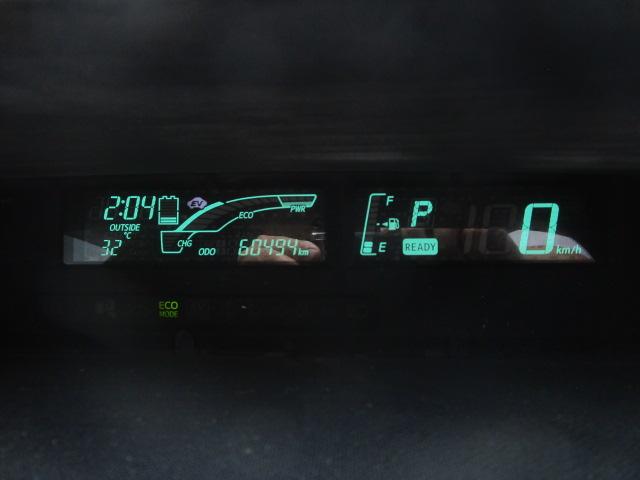 2:04 EV ECO PWR
OUTSIDE
°C
32 CHG ODO 60494 km
F P
E READY 0 km/h
ECO
MODE